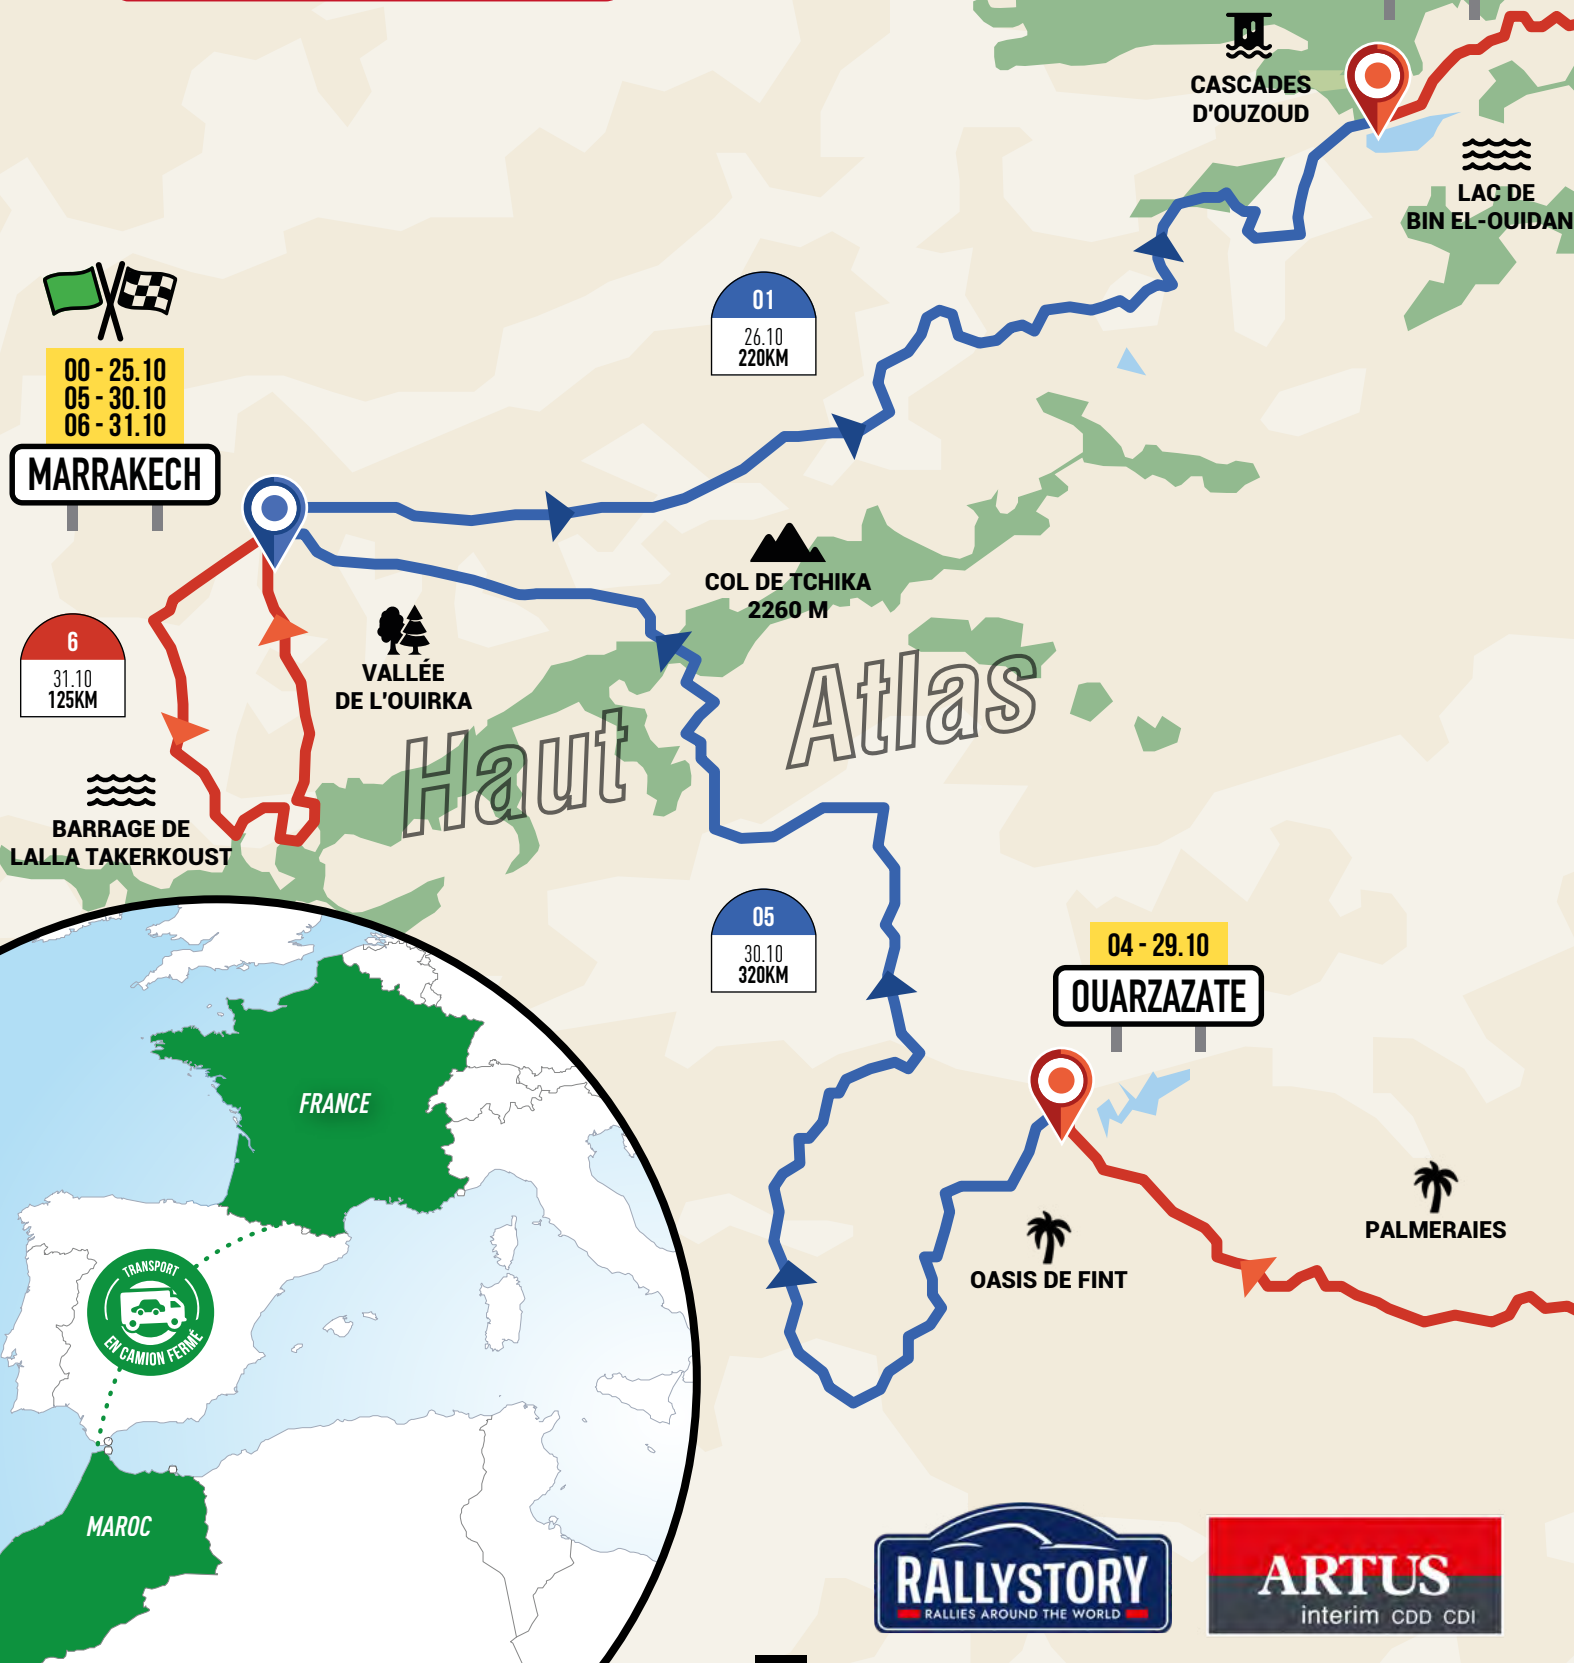 CASCADES
D'OUZOUD
LAC DE
BIN EL-OUIDAN
01
26.10
220KM
00 - 25.10
05 - 30.10
06 - 31.10
MARRAKECH
COL DE TCHIKA
2260 M
6
31.10
125KM
VALLÉE
DE L'OUIRKA
Haut
Atlas
BARRAGE DE
LALLA TAKERKOUST
05
30.10
320KM
04 - 29.10
OUARZAZATE
FRANCE
PALMERAIES
OASIS DE FINT
TRANSPORT
EN CAMION FERMÉ
MAROC
RALLYSTORY
RALLIES AROUND THE WORLD
ARTUS
interim CDD CDI